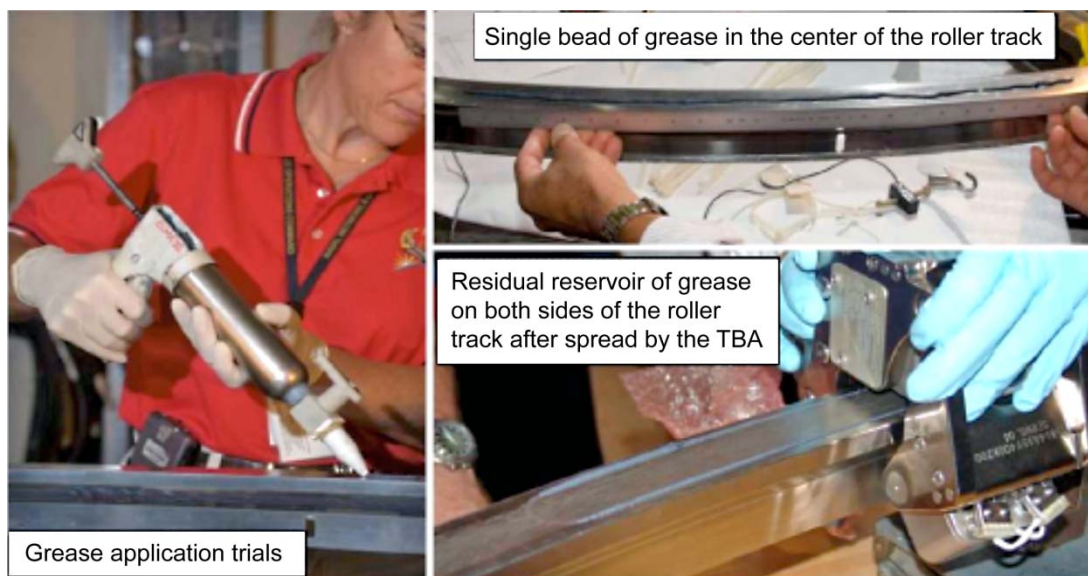 Single bead of grease in the center of the roller track
Residual reservoir of grease
on both sides of the roller
track after spread by the TBA
Grease application trials